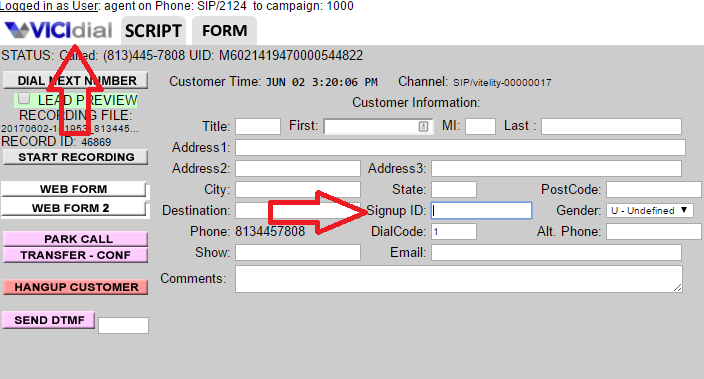 Logged in as User: agent on Phone: SIP/2124 to campaign: 1000
VICIdial SCRIPT FORM
STATUS: Called: (813)445-7808 UID: M6021419470000544822
DIAL NEXT NUMBER Customer Time: JUN 02 3:20:06 PM Channel: SIP/vitelity-00000017
LEAD PREVIEW
Customer Information:
RECORDING FILE:
Title: First: MI: Last :
RECORD ID: 46869
Address1:
START RECORDING
Address2: Address3:
WEB FORM
City: State: PostCode:
WEB FORM 2
Destination: Signup ID: Gender: U - Undefined
PARK CALL
Phone: 8134457808 DialCode: 1 Alt. Phone:
TRANSFER - CONF
Show: Email:
HANGUP CUSTOMER
Comments:
SEND DTMF